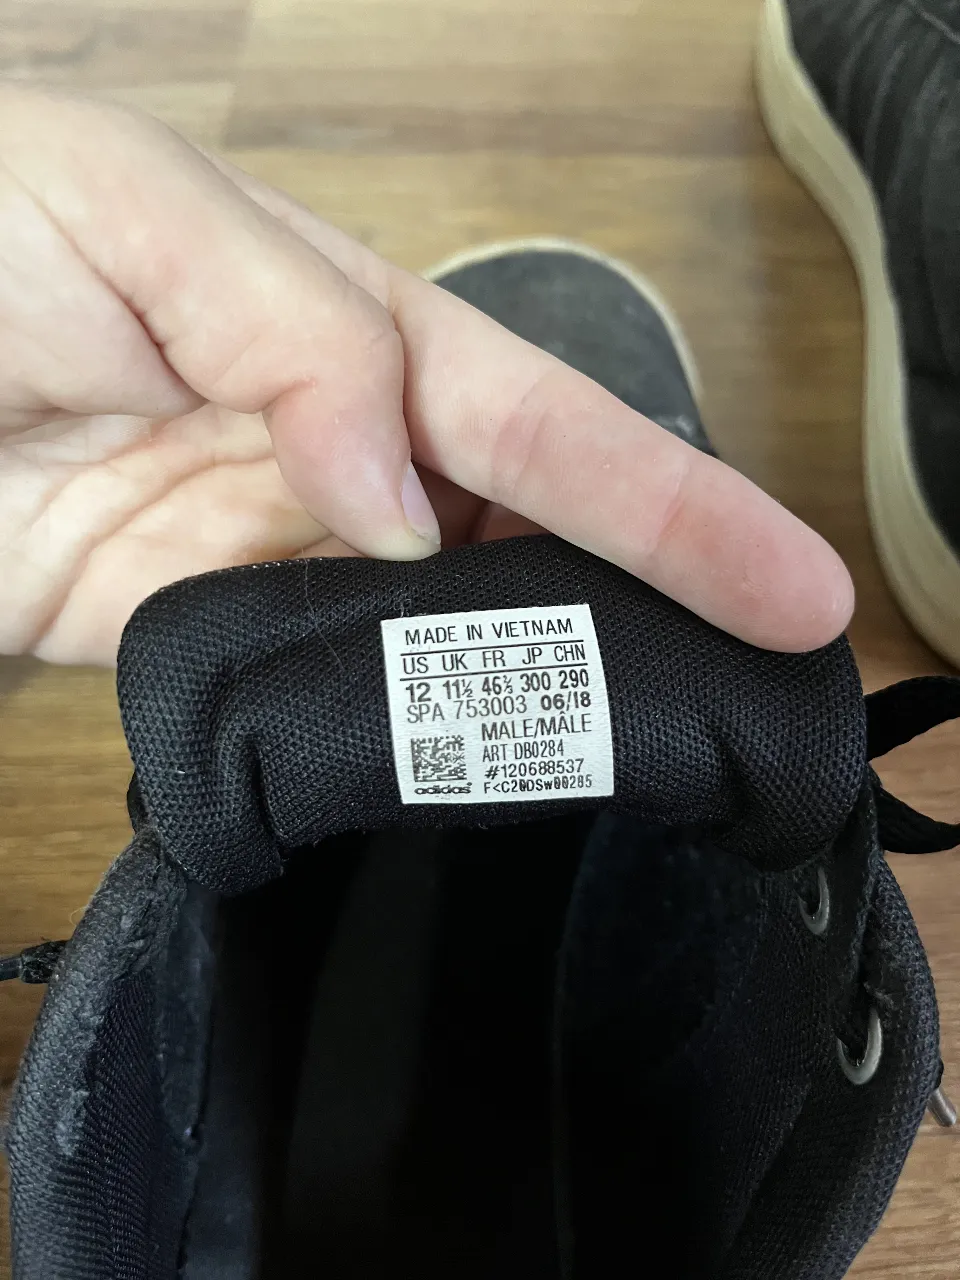 MADE IN VIETNAM
US UK FR JP CHN
12 11½ 46⅔ 300 290
SPA 753003 06/18
MALE/MÂLE
ART DB0284
#120688537
F<C20DSW00285
adidas